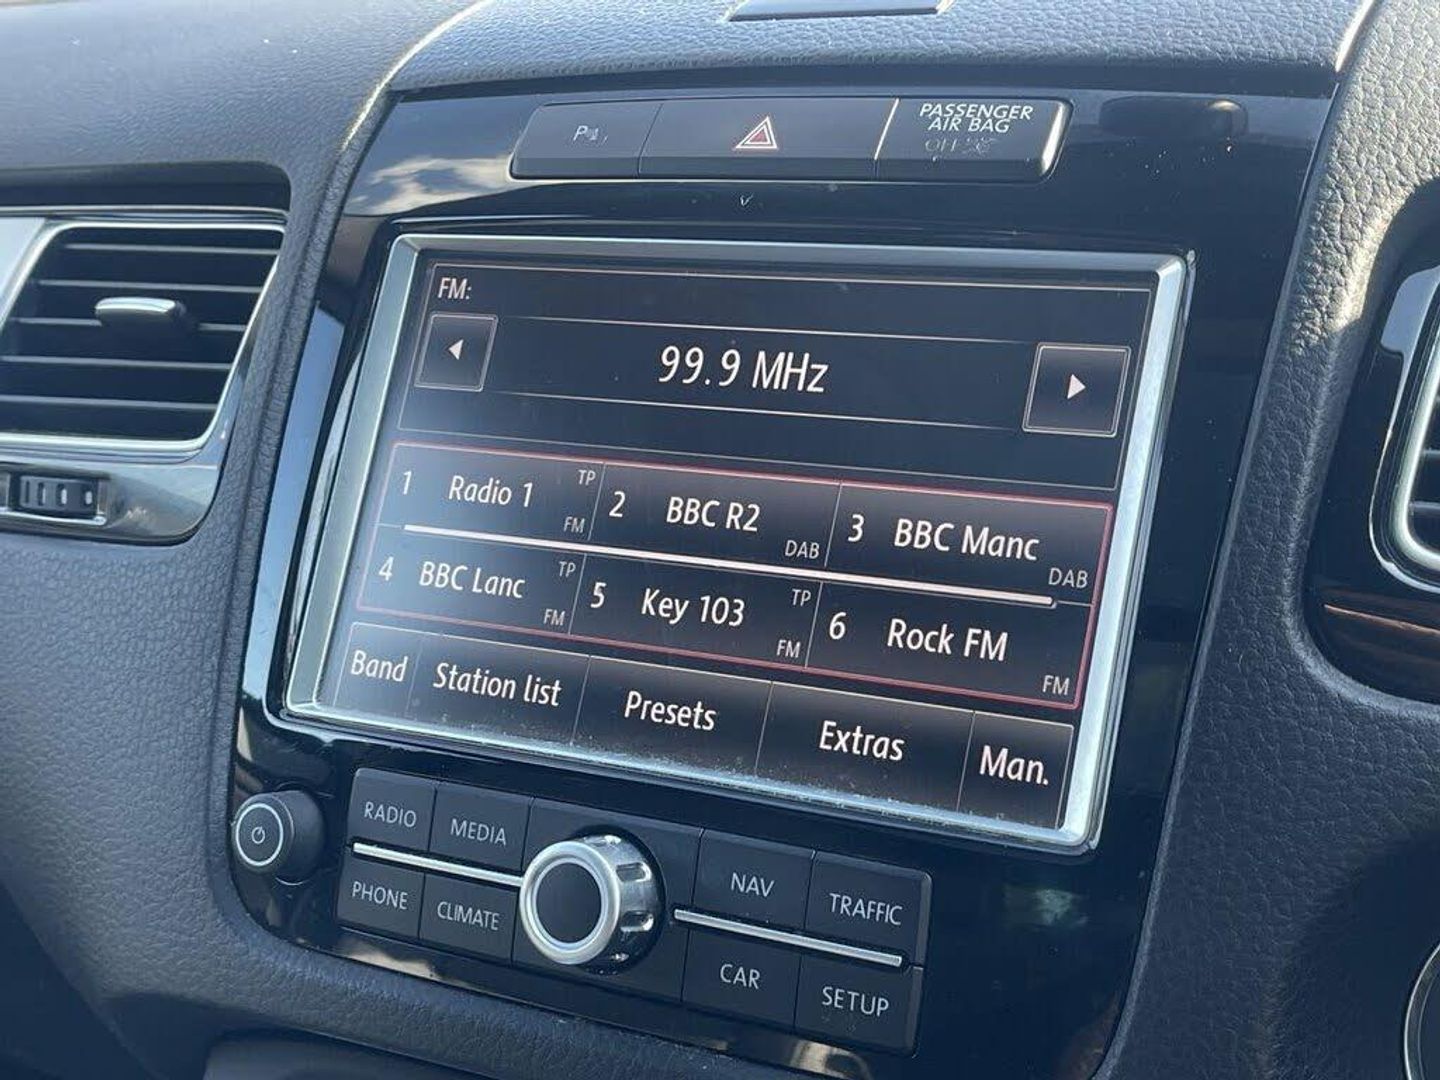 P
PASSENGER
AIR BAG
OFF
FM:
99.9 MHz
1 Radio 1 TP FM
2 BBC R2 DAB
3 BBC Manc DAB
4 BBC Lanc TP FM
5 Key 103 TP FM
6 Rock FM FM
Band Station list Presets Extras Man.
RADIO MEDIA NAV TRAFFIC
PHONE CLIMATE CAR SETUP